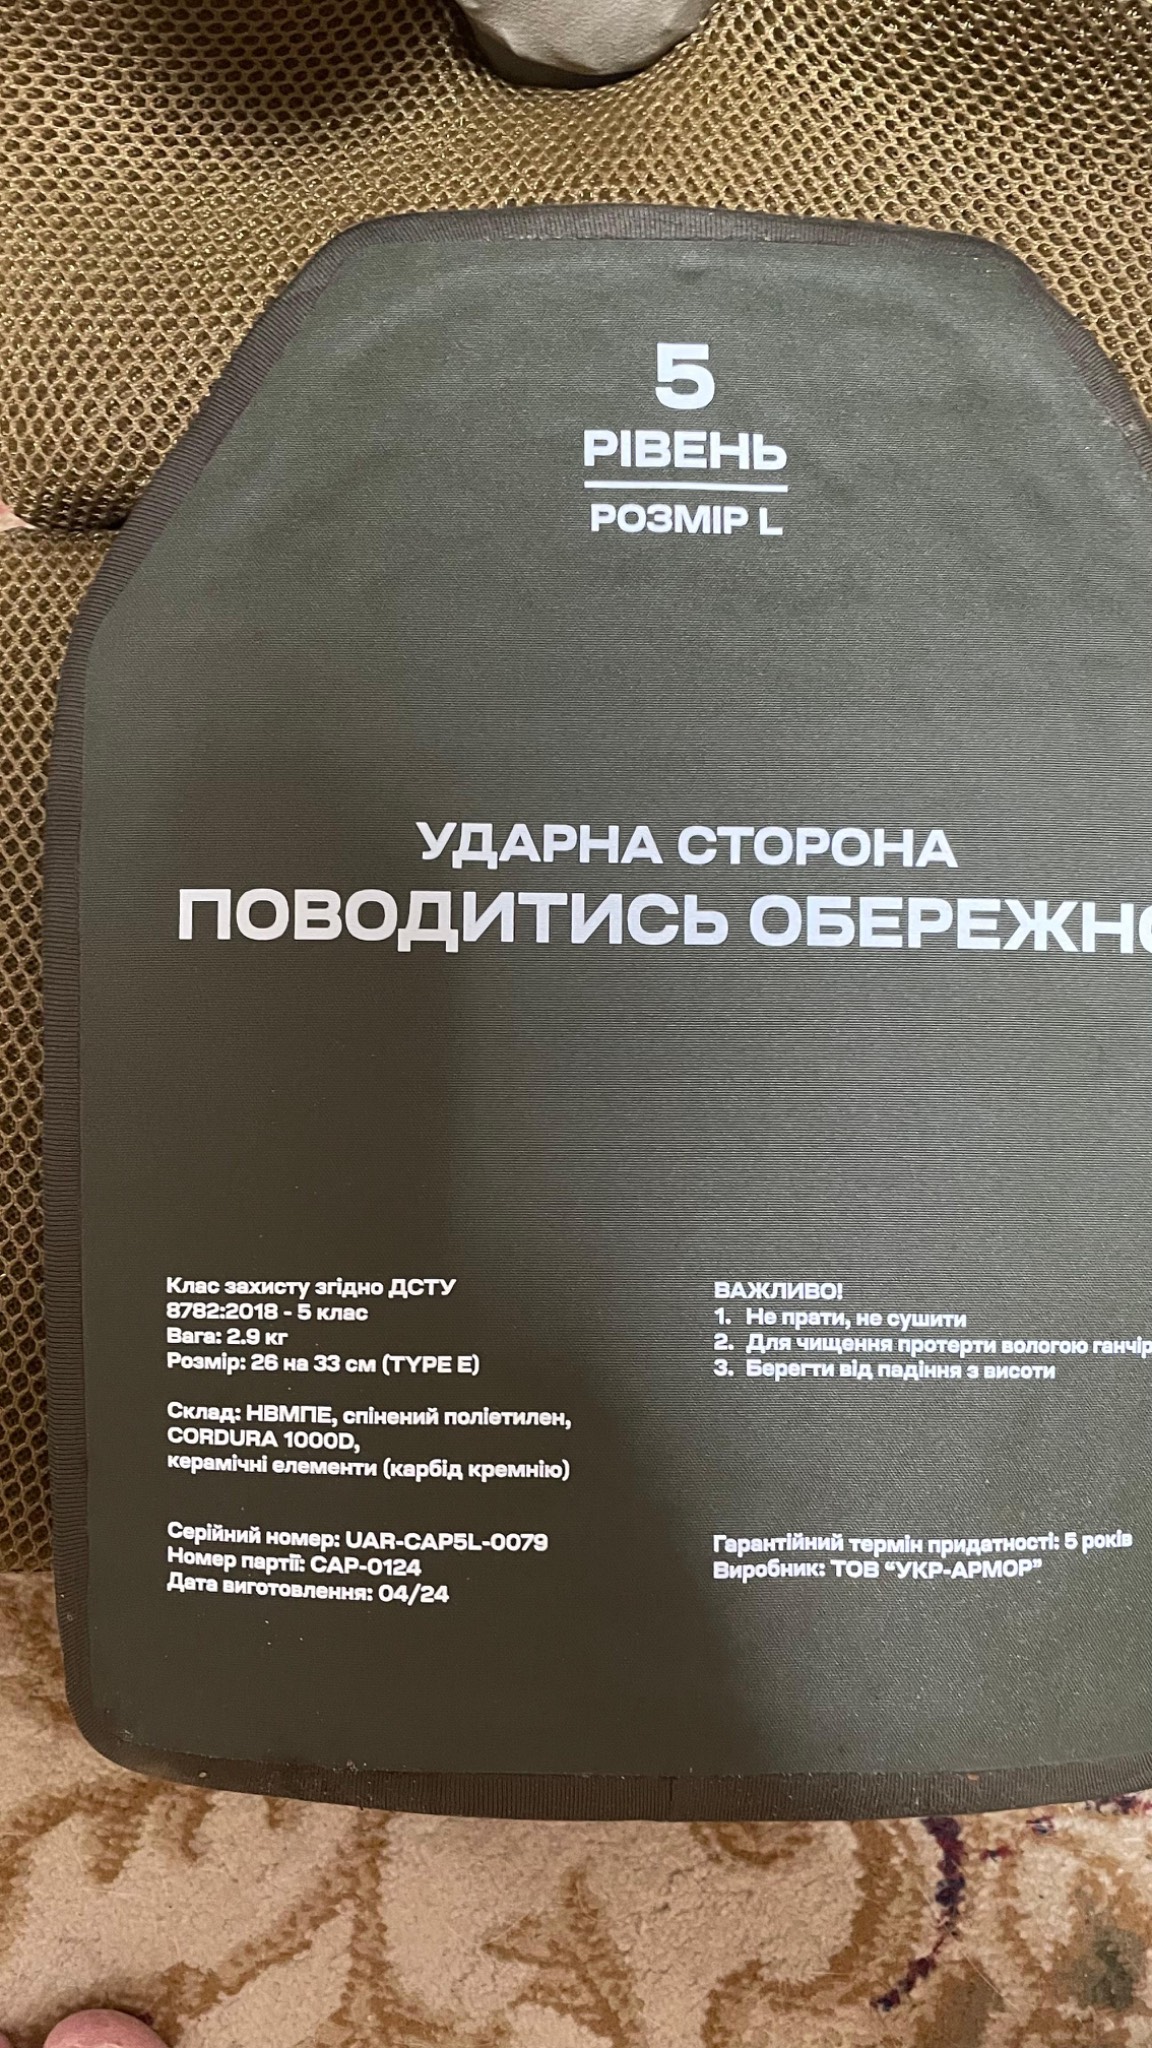 5
РІВЕНЬ
РОЗМІР L
УДАРНА СТОРОНА
ПОВОДИТИСЬ ОБЕРЕЖНО
Клас захисту згідно ДСТУ
8782:2018 - 5 клас
Вага: 2.9 кг
Розмір: 26 на 33 см (TYPE E)
Склад: НВМПЕ, спінений поліетилен,
CORDURA 1000D,
керамічні елементи (карбід кремнію)
Серійний номер: UAR-CAP5L-0079
Номер партії: CAP-0124
Дата виготовлення: 04/24
ВАЖЛИВО!
1. Не прати, не сушити
2. Для чищення протерти вологою
3. Берегти від падіння з висоти
Гарантійний термін придатності: 5 років
Виробник: ТОВ “УКР-АРМОР”